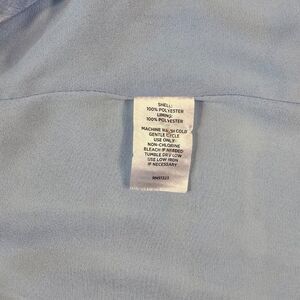 SHELL:
100% POLYESTER
LINING:
100% POLYESTER
MACHINE WASH COLD
GENTLE CYCLE
USE ONLY
NON-CHLORINE
BLEACH IF NEEDED
TUMBLE DRY LOW
USE LOW IRON
IF NECESSARY